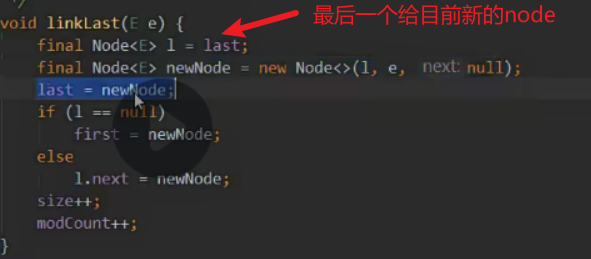 */
void linkLast(E e) {
最后一个给目前新的node
final Node<E> l = last;
final Node<E> newNode = new Node<>(l, e, next: null);
last = newNode;
if (l == null)
first = newNode;
else
l.next = newNode;
size++;
modCount++;
}